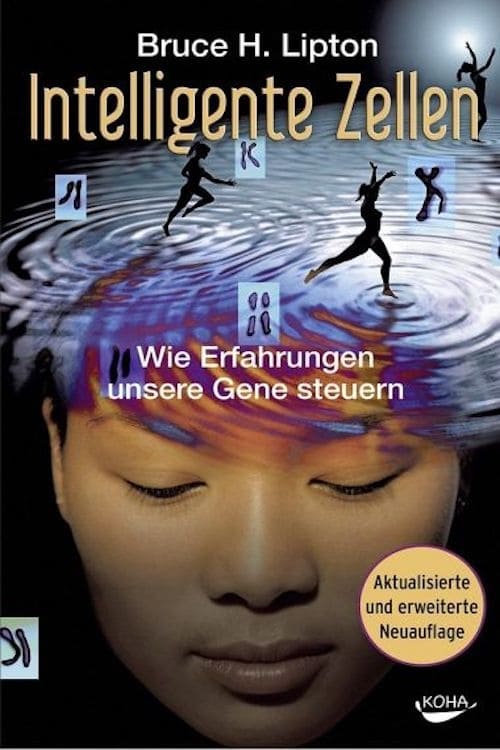 Bruce H. Lipton
Intelligente Zellen
Wie Erfahrungen
unsere Gene steuern
Aktualisierte
und erweiterte
Neuauflage
KOHA